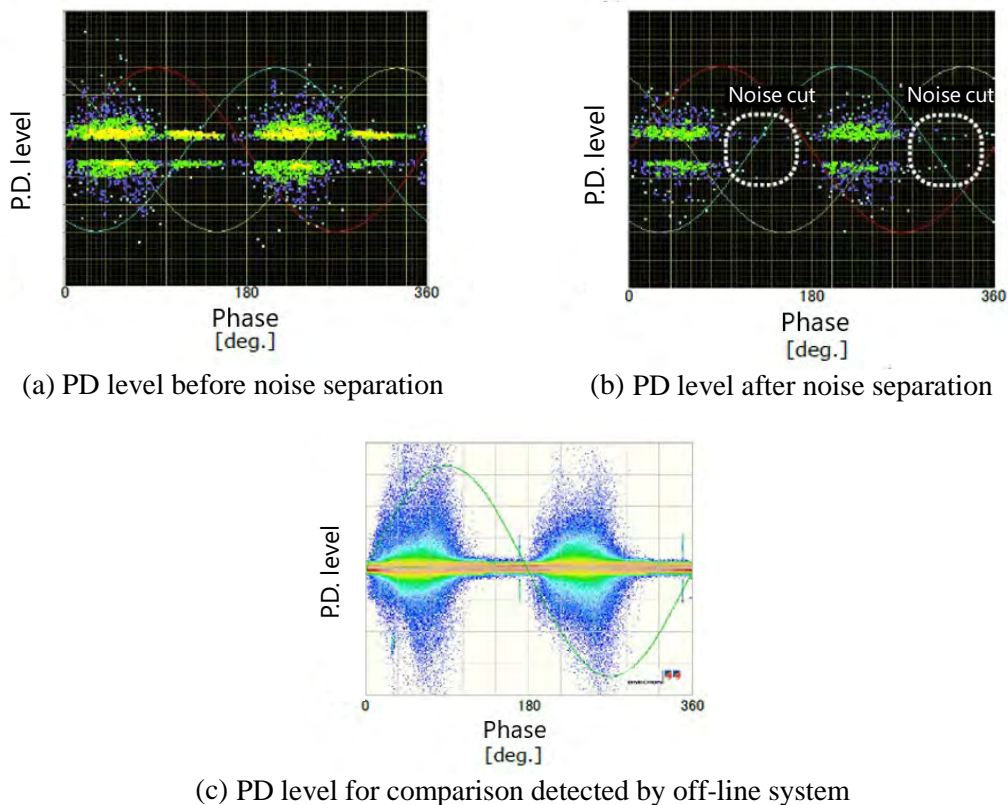 P.D. level
0 180 360
Phase
[deg.]
(a) PD level before noise separation
P.D. level
Noise cut Noise cut
0 180 360
Phase
[deg.]
(b) PD level after noise separation
P.D. level
0 180 360
Phase
[deg.]
(c) PD level for comparison detected by off-line system